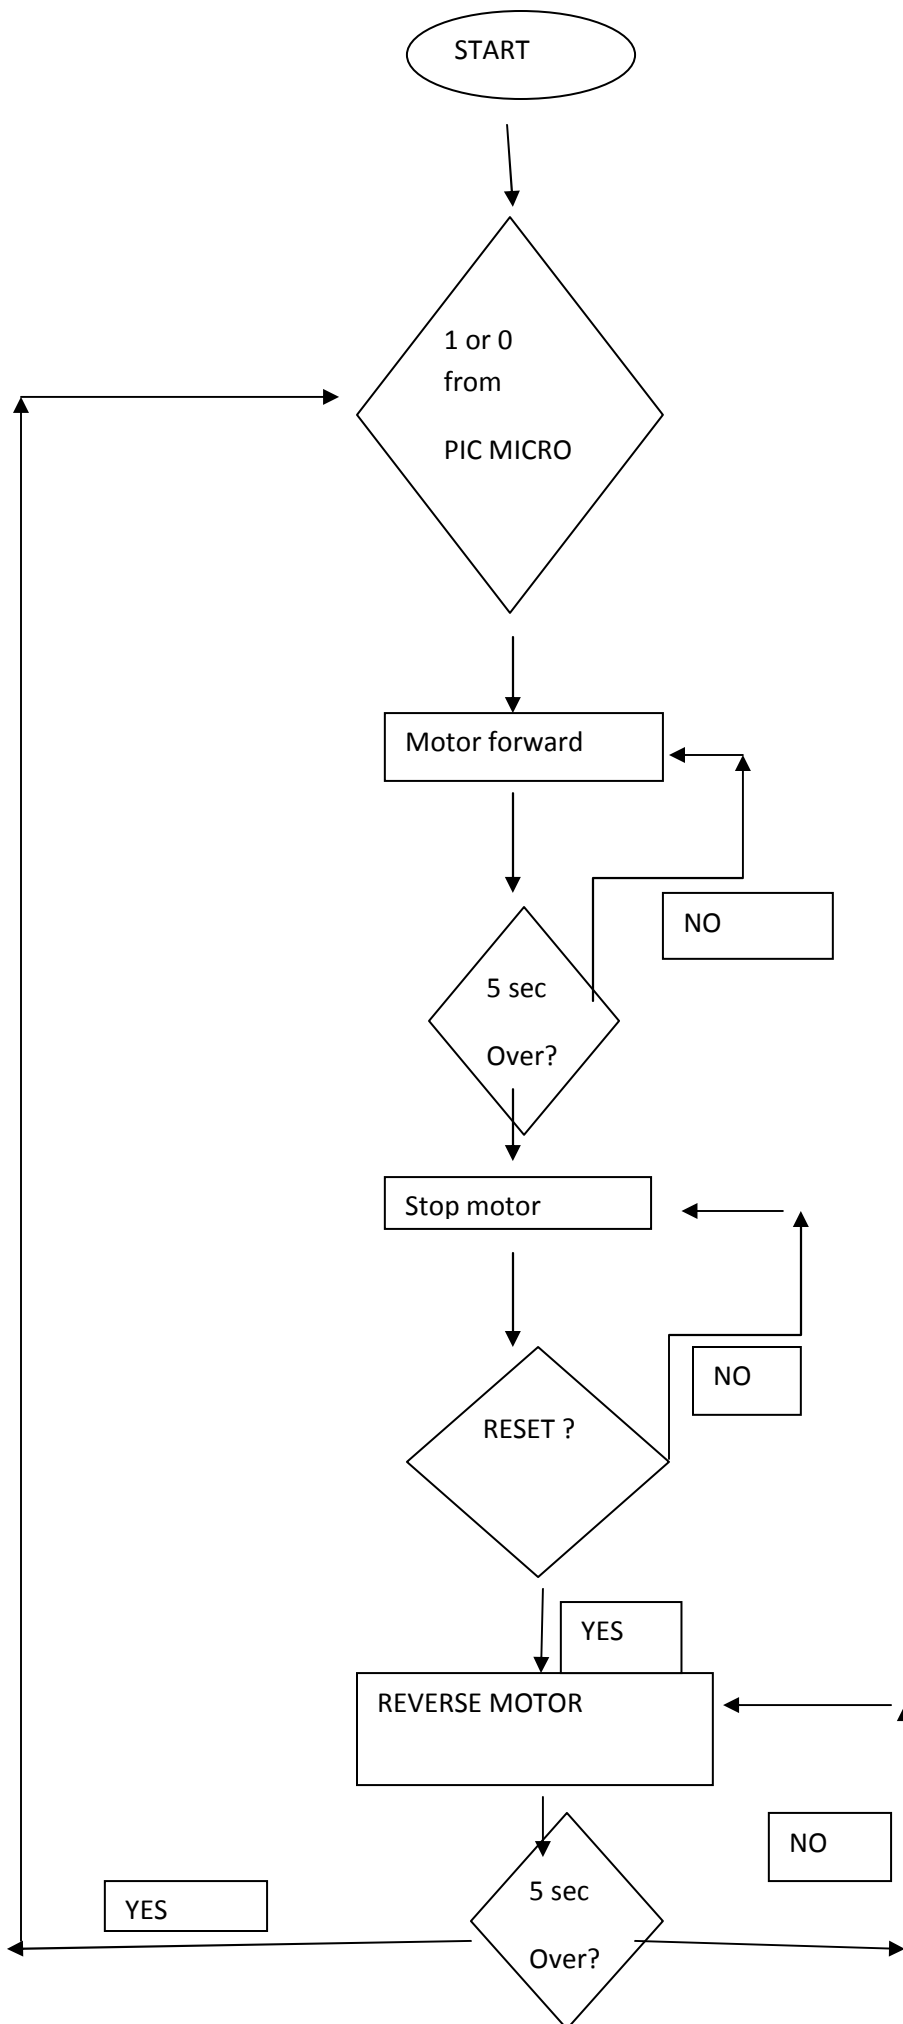 START
1 or 0
from
PIC MICRO
Motor forward
NO
5 sec
Over?
Stop motor
NO
RESET ?
YES
REVERSE MOTOR
NO
YES
5 sec
Over?